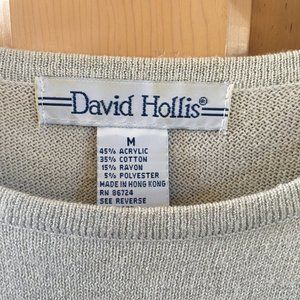 David Hollis®
M
45% ACRYLIC
35% COTTON
15% RAYON
5% POLYESTER
MADE IN HONG KONG
RN 86724
SEE REVERSE